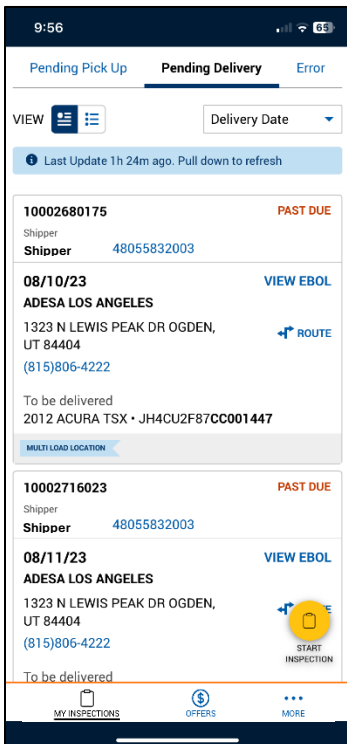 9:56
65
Pending Pick Up Pending Delivery Error
VIEW Delivery Date
Last Update 1h 24m ago. Pull down to refresh
10002680175 PAST DUE
Shipper
Shipper 48055832003
08/10/23 VIEW EBOL
ADESA LOS ANGELES
1323 N LEWIS PEAK DR OGDEN,
UT 84404
ROUTE
(815)806-4222
To be delivered
2012 ACURA TSX • JH4CU2F87CC001447
MULTI LOAD LOCATION
10002716023 PAST DUE
Shipper
Shipper 48055832003
08/11/23 VIEW EBOL
ADESA LOS ANGELES
1323 N LEWIS PEAK DR OGDEN,
UT 84404
(815)806-4222
START
INSPECTION
To be delivered
MY INSPECTIONS OFFERS MORE